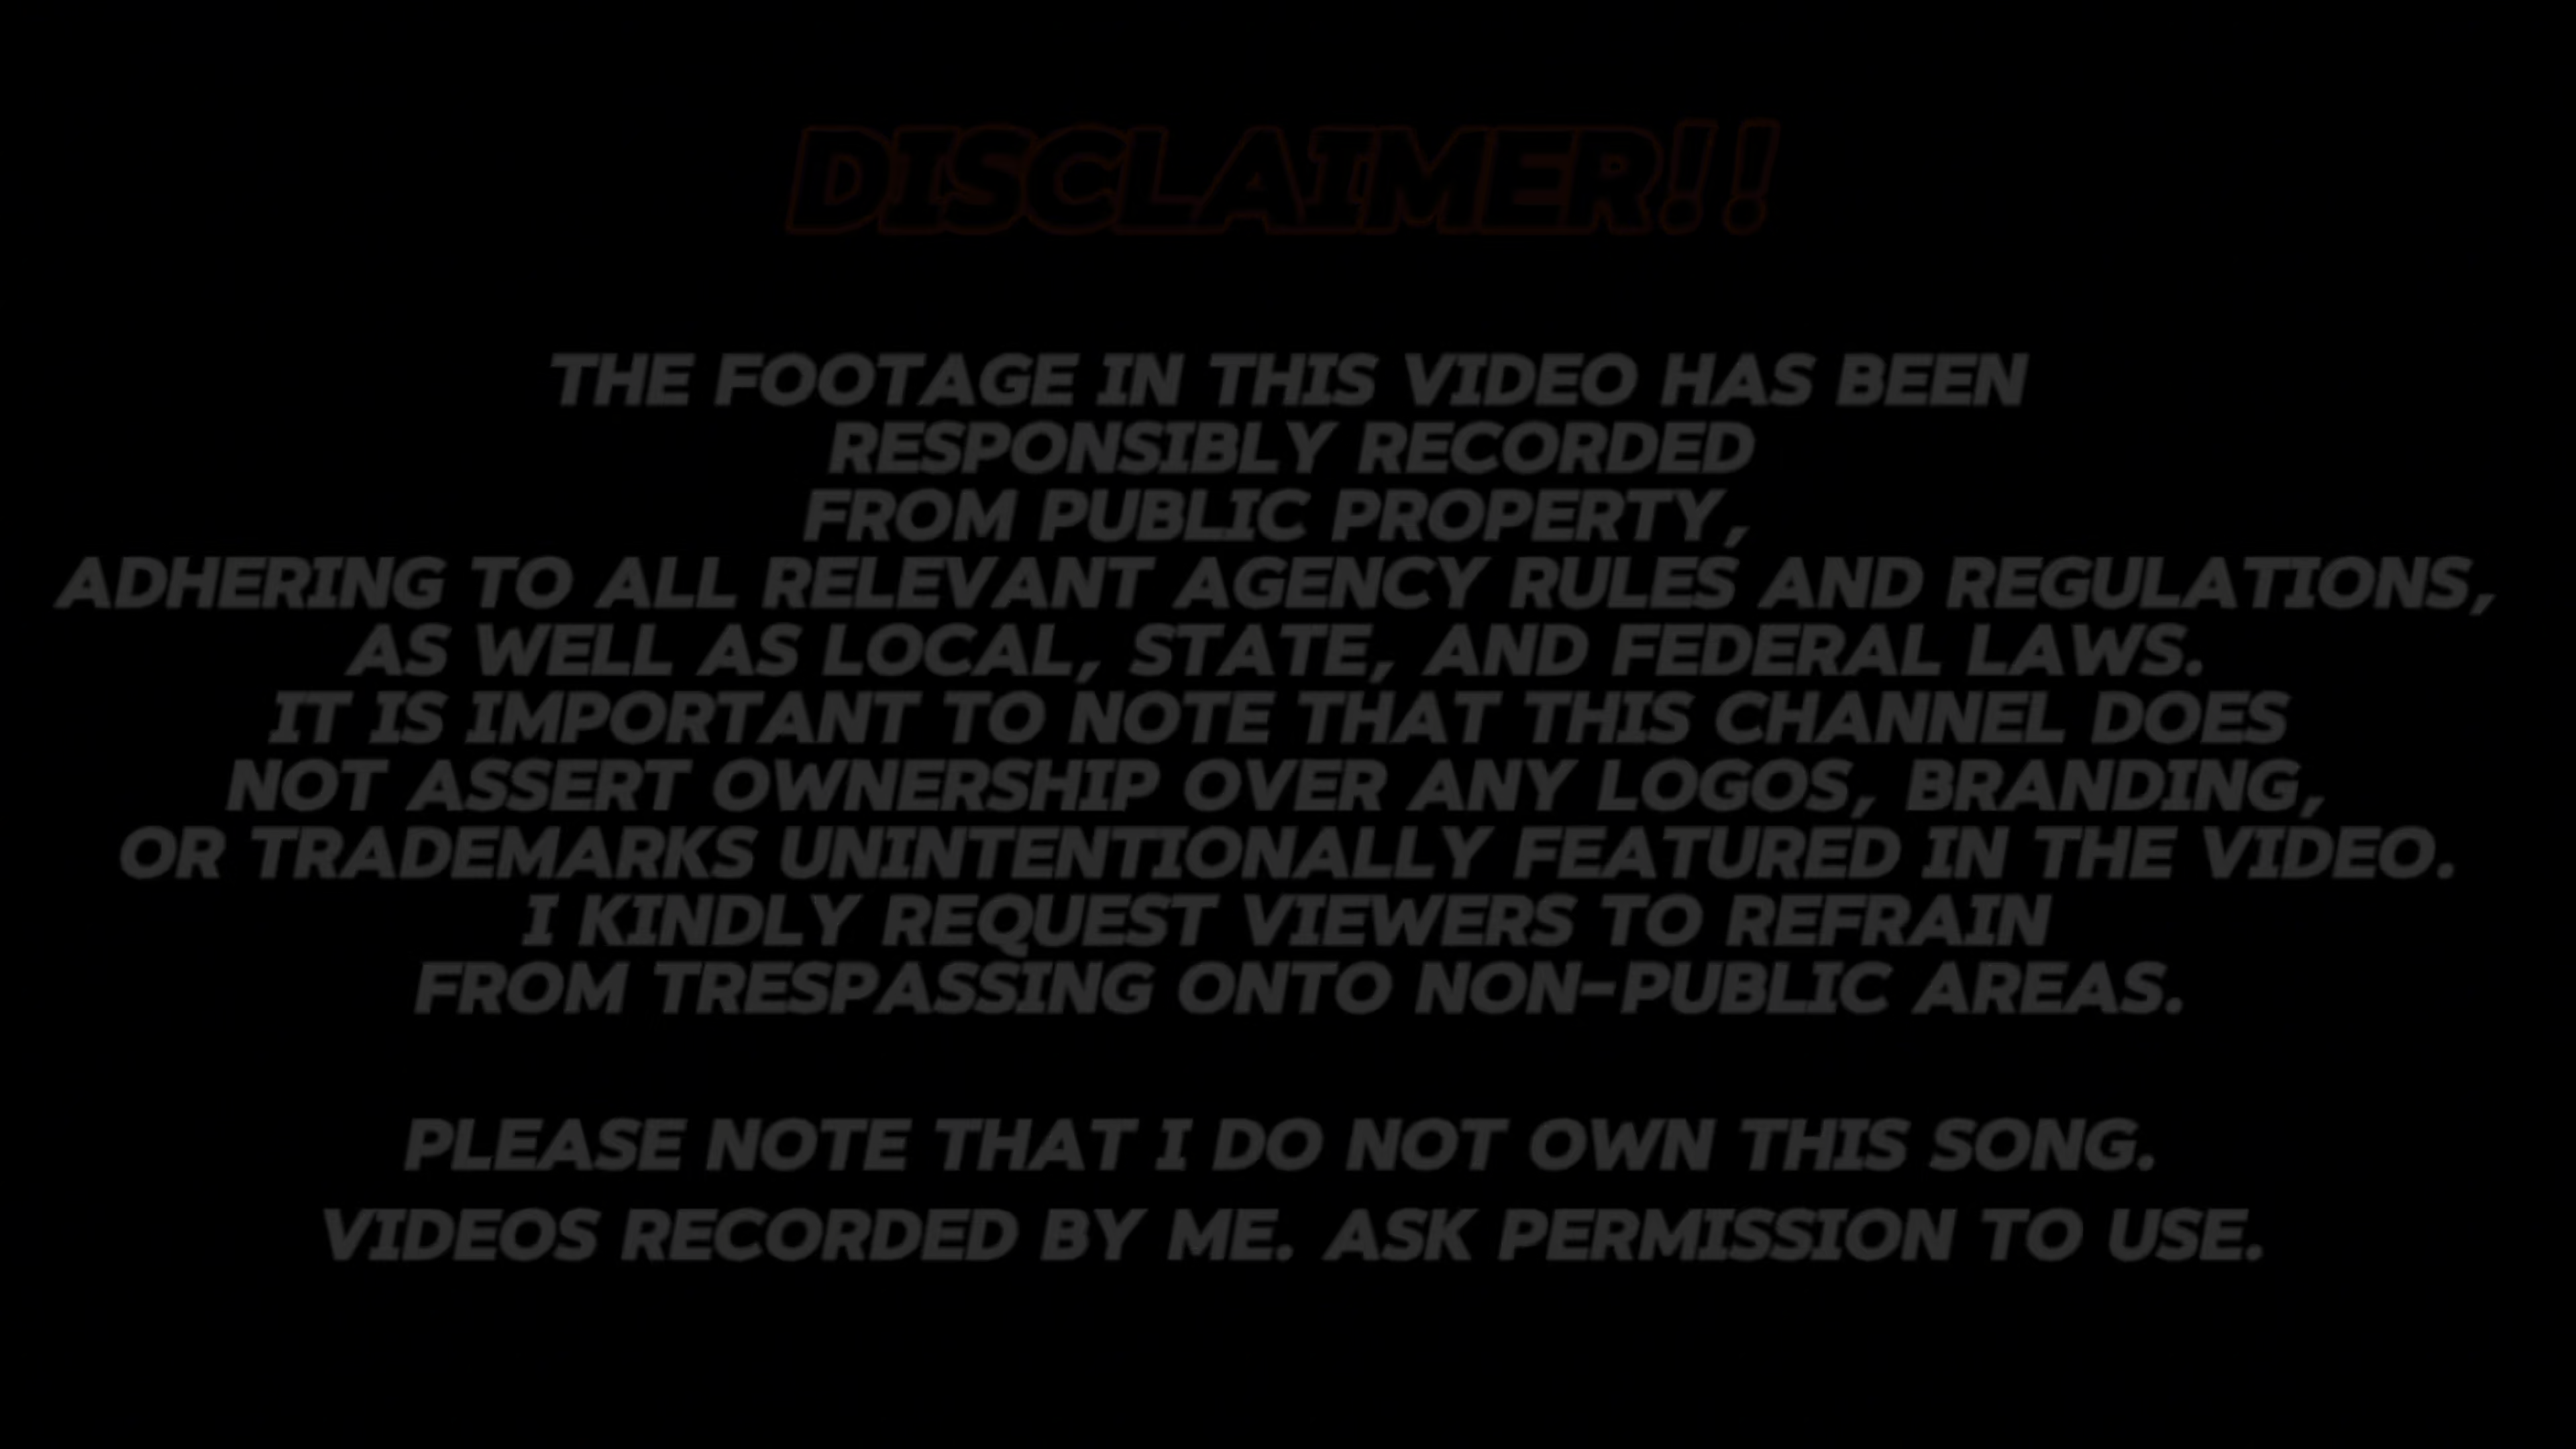 DISCLAIMER!!
THE FOOTAGE IN THIS VIDEO HAS BEEN
RESPONSIBLY RECORDED
FROM PUBLIC PROPERTY,
ADHERING TO ALL RELEVANT AGENCY RULES AND REGULATIONS,
AS WELL AS LOCAL, STATE, AND FEDERAL LAWS.
IT IS IMPORTANT TO NOTE THAT THIS CHANNEL DOES
NOT ASSERT OWNERSHIP OVER ANY LOGOS, BRANDING,
OR TRADEMARKS UNINTENTIONALLY FEATURED IN THE VIDEO.
I KINDLY REQUEST VIEWERS TO REFRAIN
FROM TRESPASSING ONTO NON-PUBLIC AREAS.
PLEASE NOTE THAT I DO NOT OWN THIS SONG.
VIDEOS RECORDED BY ME. ASK PERMISSION TO USE.